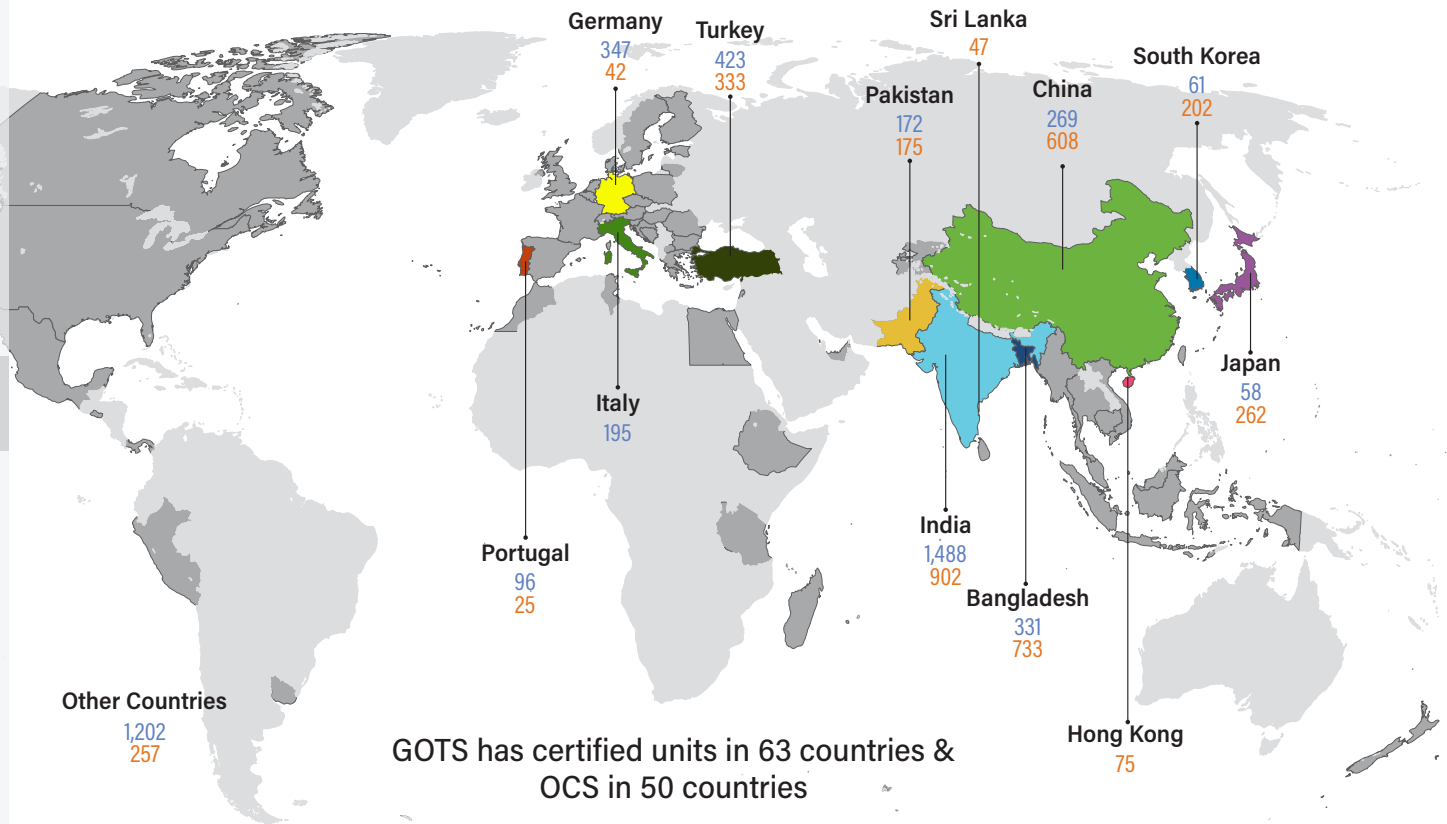 Germany
347
42
Turkey
423
333
Sri Lanka
47
South Korea
61
202
Pakistan
172
175
China
269
608
Japan
58
262
Italy
195
India
1,488
902
Portugal
96
25
Bangladesh
331
733
Other Countries
1,202
257
Hong Kong
75
GOTS has certified units in 63 countries &
OCS in 50 countries